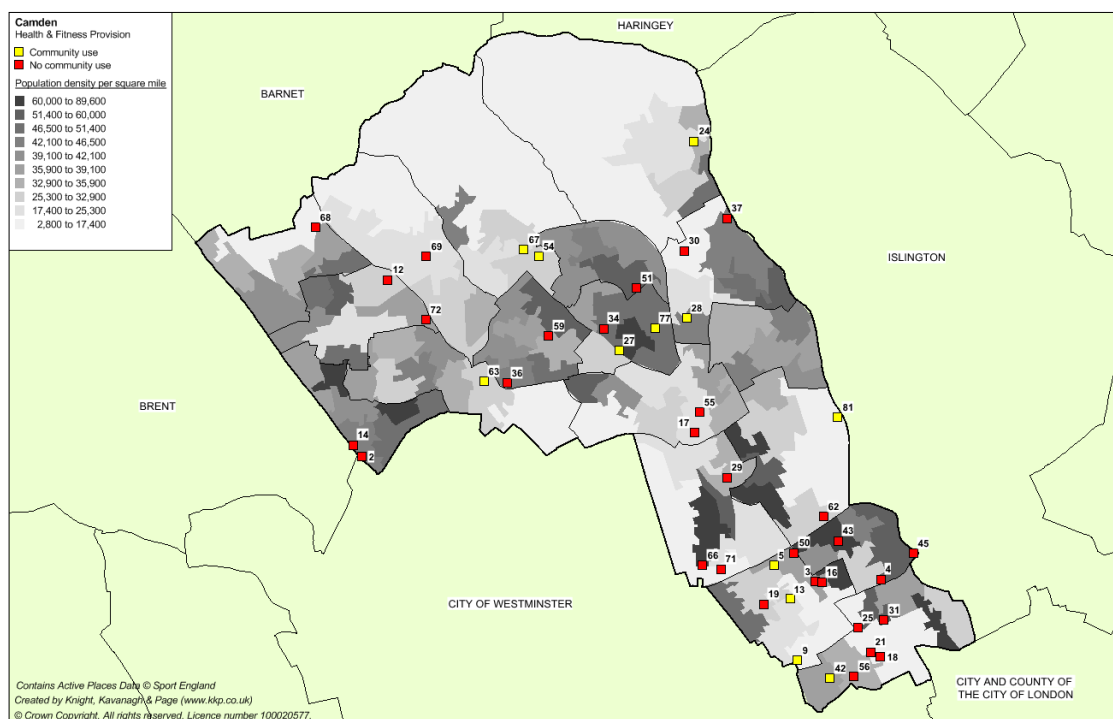 Camden
Health & Fitness Provision
Community use
No community use
Population density per square mile
60,000 to 89,600
51,400 to 60,000
46,500 to 51,400
42,100 to 46,500
39,100 to 42,100
35,900 to 39,100
32,900 to 35,900
25,300 to 32,900
17,400 to 25,300
2,800 to 17,400
HARINGEY
BARNET
24
37
68
30
67
54
69
ISLINGTON
12
51
28
72
77
34
59
27
63
36
BRENT
55
81
17
14
2
29
62
43
50
45
66
71
5
3
16
4
CITY OF WESTMINSTER
13
19
31
25
21
18
9
42
56
CITY AND COUNTY OF
THE CITY OF LONDON
Contains Active Places Data © Sport England
Created by Knight, Kavanagh & Page (www.kkp.co.uk)
© Crown Copyright. All rights reserved. Licence number 100020577.